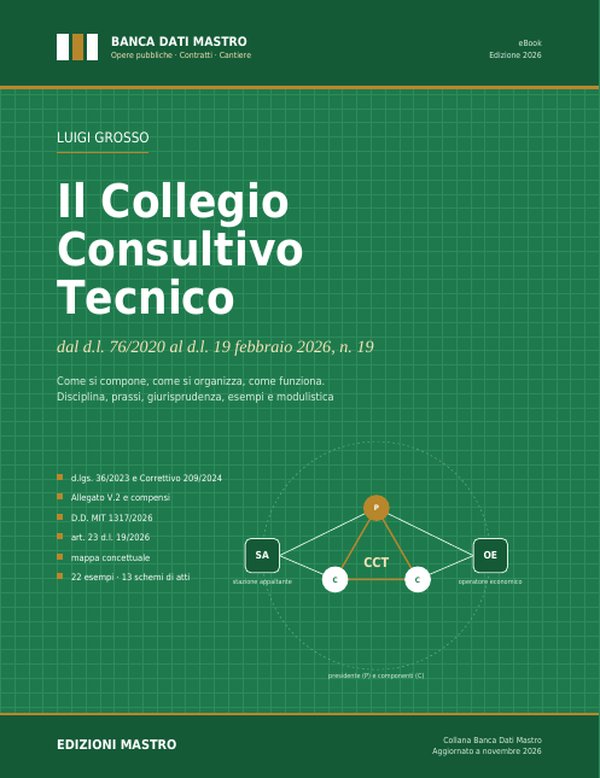 BANCA DATI MASTRO
Opere pubbliche · Contratti · Cantiere
eBook
Edizione 2026
LUIGI GROSSO
Il Collegio
Consultivo
Tecnico
dal d.l. 76/2020 al d.l. 19 febbraio 2026, n. 19
Come si compone, come si organizza, come funziona.
Disciplina, prassi, giurisprudenza, esempi e modulistica
d.lgs. 36/2023 e Correttivo 209/2024
Allegato V.2 e compensi
D.D. MIT 1317/2026
art. 23 d.l. 19/2026
mappa concettuale
22 esempi · 13 schemi di atti
P
SA
CCT
OE
C
C
stazione appaltante
operatore economico
presidente (P) e componenti (C)
EDIZIONI MASTRO
Collana Banca Dati Mastro
Aggiornato a novembre 2026